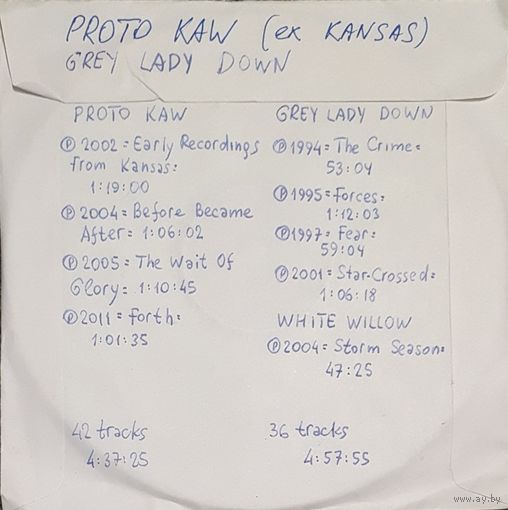 PROTO KAW (ex KANSAS)
GREY LADY DOWN
PROTO KAW
Ⓟ 2002 = Early Recordings
from Kansas:
1:19:00
Ⓟ 2004 = Before Became
After = 1:06:02
Ⓟ 2005 = The Wait Of
Glory = 1:10:45
Ⓟ 2011 = Forth =
1:01:35
42 tracks
4:37:25
GREY LADY DOWN
Ⓟ 1994 = The Crime =
53:04
Ⓟ 1995 = Forces =
1:12:03
Ⓟ 1997 = Fear =
59:04
Ⓟ 2001 = Star-Crossed =
1:06:18
WHITE WILLOW
Ⓟ 2004 = Storm Season =
47:25
36 tracks
4:57:55
www.ay.by